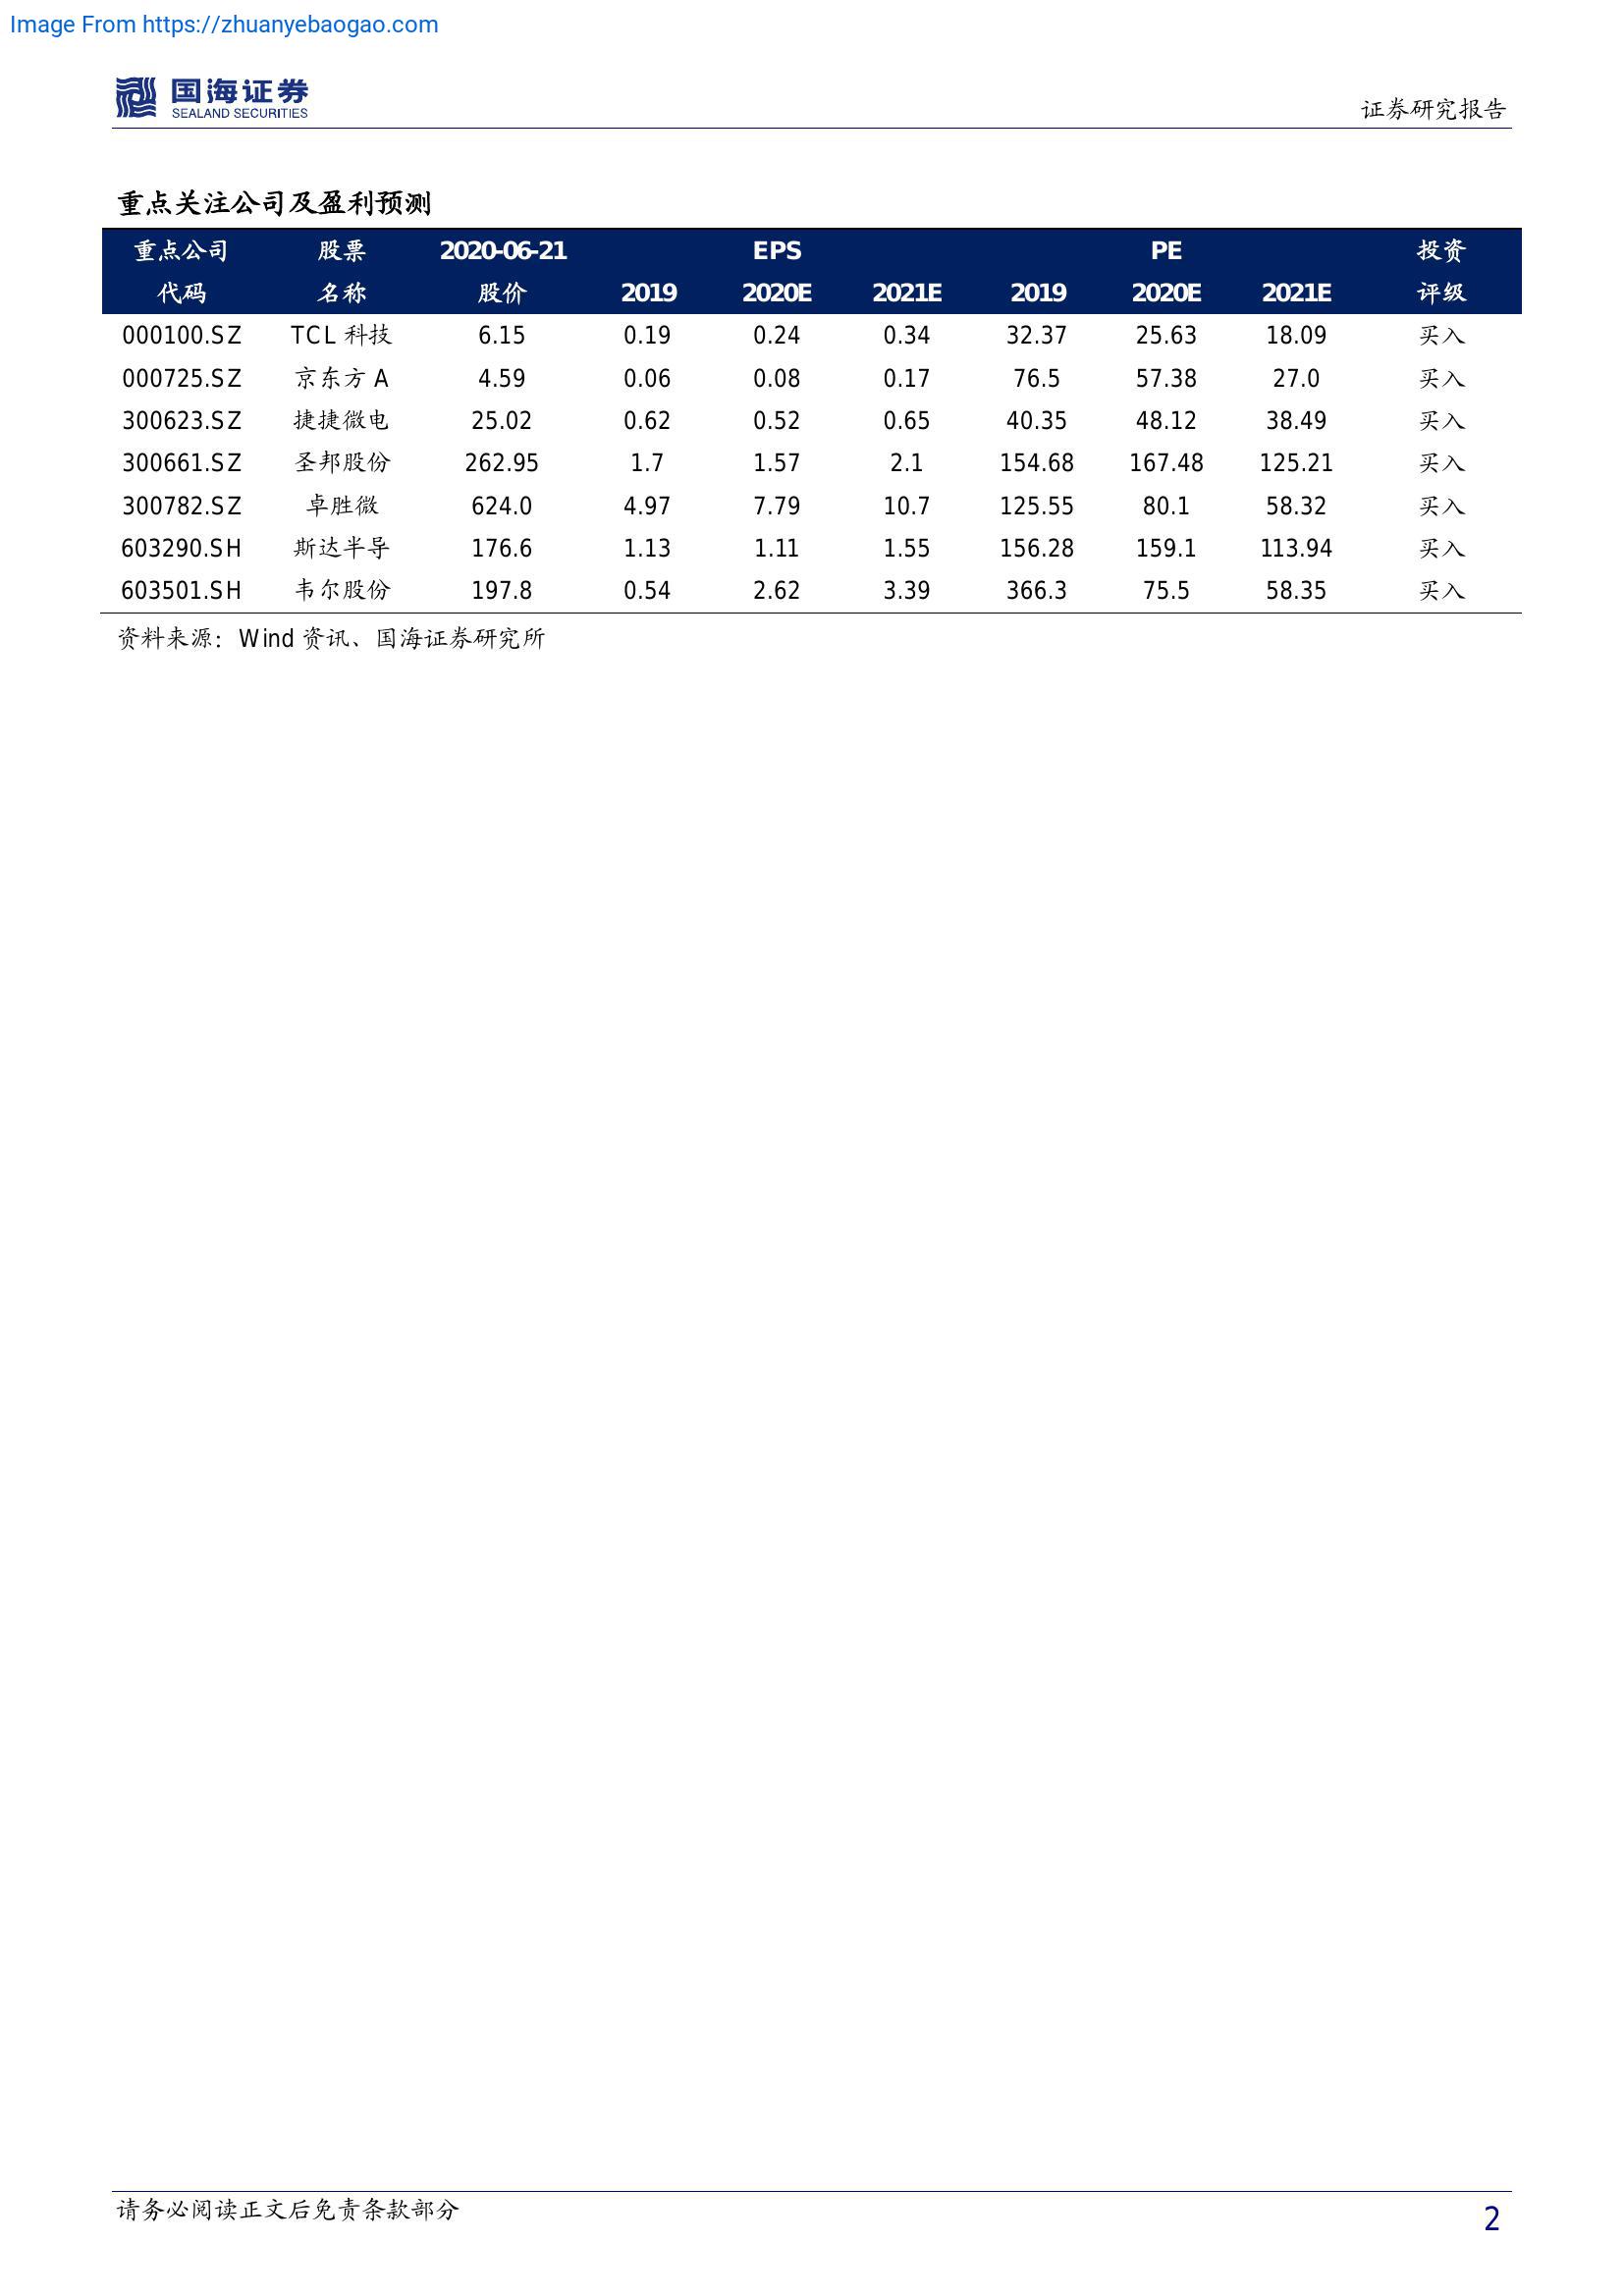 Image From https://zhuanyebaogao.com
国海证券
SEALAND SECURITIES
证券研究报告
重点关注公司及盈利预测
重点公司 股票 2020-06-21 EPS PE 投资
代码 名称 股价 2019 2020E 2021E 2019 2020E 2021E 评级
000100.SZ TCL 科技 6.15 0.19 0.24 0.34 32.37 25.63 18.09 买入
000725.SZ 京东方 A 4.59 0.06 0.08 0.17 76.5 57.38 27.0 买入
300623.SZ 捷捷微电 25.02 0.62 0.52 0.65 40.35 48.12 38.49 买入
300661.SZ 圣邦股份 262.95 1.7 1.57 2.1 154.68 167.48 125.21 买入
300782.SZ 卓胜微 624.0 4.97 7.79 10.7 125.55 80.1 58.32 买入
603290.SH 斯达半导 176.6 1.13 1.11 1.55 156.28 159.1 113.94 买入
603501.SH 韦尔股份 197.8 0.54 2.62 3.39 366.3 75.5 58.35 买入
资料来源：Wind 资讯、国海证券研究所
请务必阅读正文后免责条款部分
2